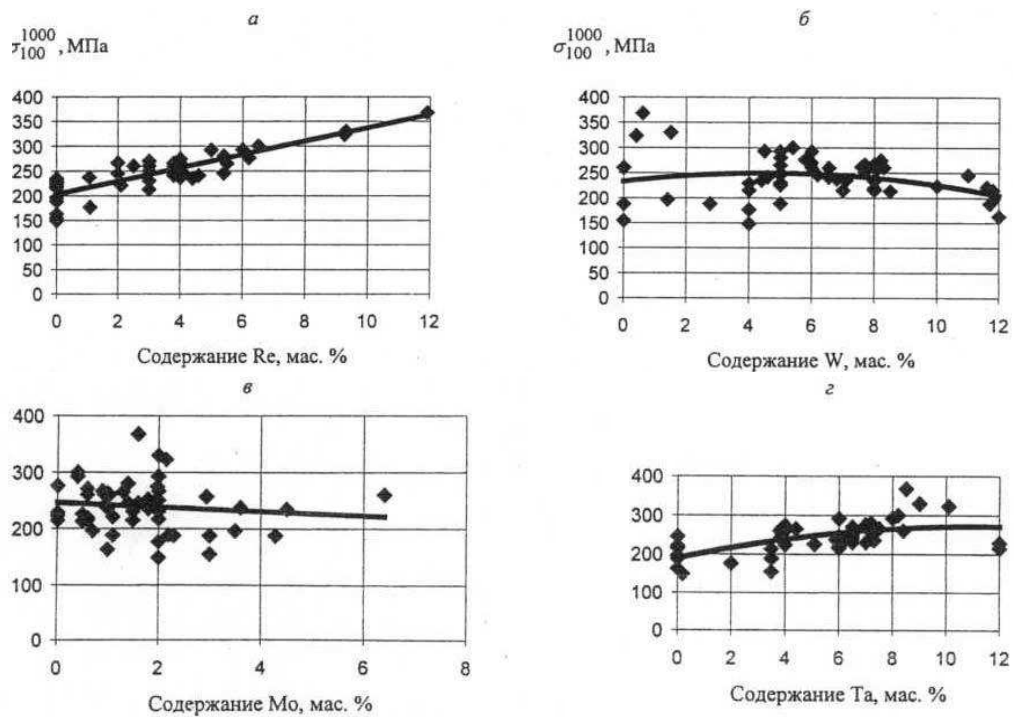 а
σ 1000 100 , МПа
400
350
300
250
200
150
100
50
0
0 2 4 6 8 10 12
Содержание Re, мас. %
б
σ 1000 100 , МПа
400
350
300
250
200
150
100
50
0
0 2 4 6 8 10 12
Содержание W, мас. %
в
400
300
200
100
0
0 2 4 6 8
Содержание Mo, мас. %
г
400
300
200
100
0
0 2 4 6 8 10 12
Содержание Ta, мас. %